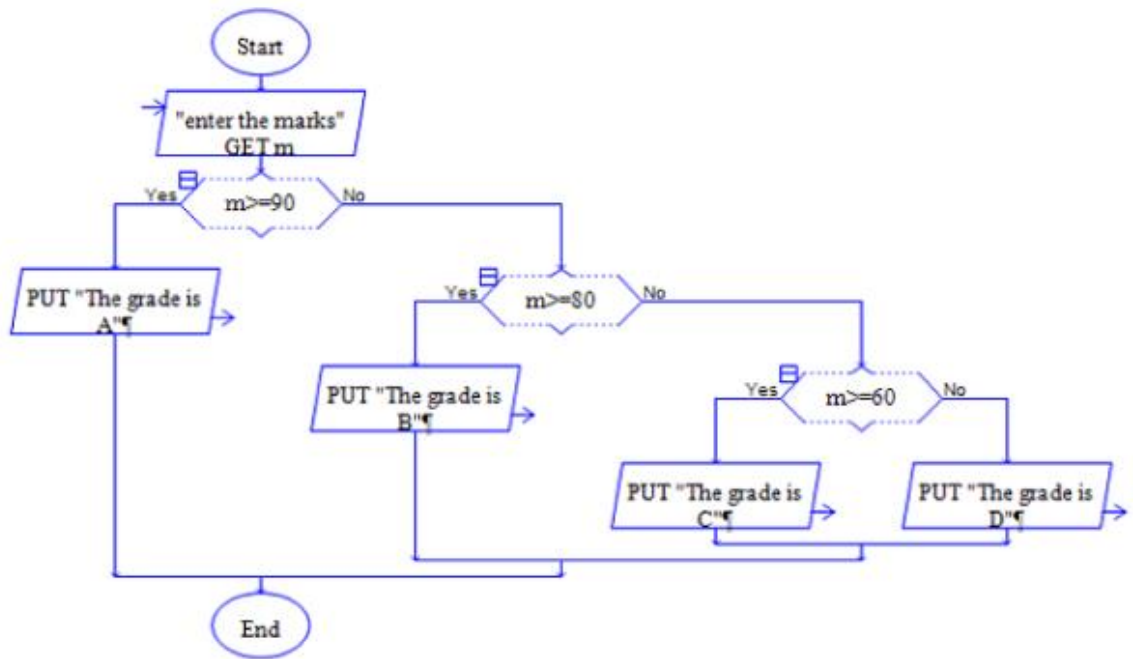 Start
"enter the marks"
GET m
Yes
m>=90
No
PUT "The grade is
A"¶
Yes
m>=80
No
PUT "The grade is
B"¶
Yes
m>=60
No
PUT "The grade is
C"¶
PUT "The grade is
D"¶
End